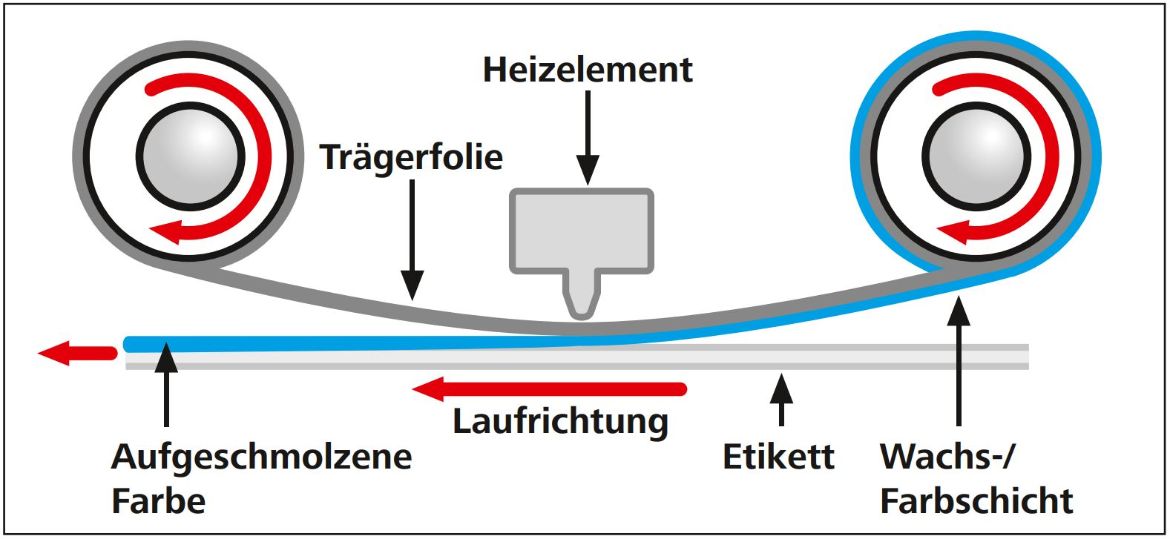 Heizelement
Trägerfolie
Laufrichtung
Aufgeschmolzene
Farbe
Etikett
Wachs-/
Farbschicht